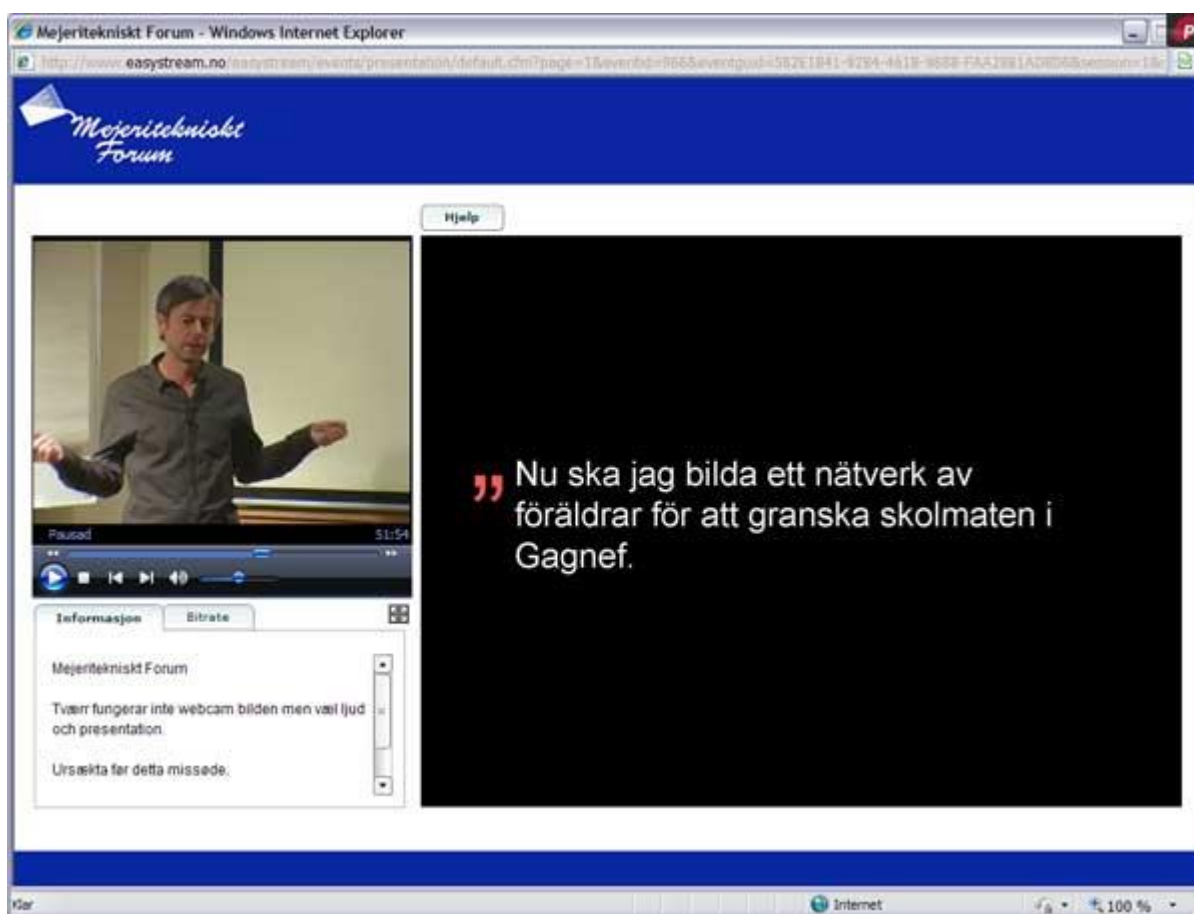 Mejeritekniskt Forum - Windows Internet Explorer
easystream.no
Mejeritekniskt
Forum
Hjelp
” Nu ska jag bilda ett nätverk av
föräldrar för att granska skolmaten i
Gagnef.
Pausad 51:54
Informasjon Bitrate
Mejeritekniskt Forum
Tværr fungerar inte webcam bilden men væl ljud
och presentation.
Ursækta før detta missøde.
Klar Internet 100 %